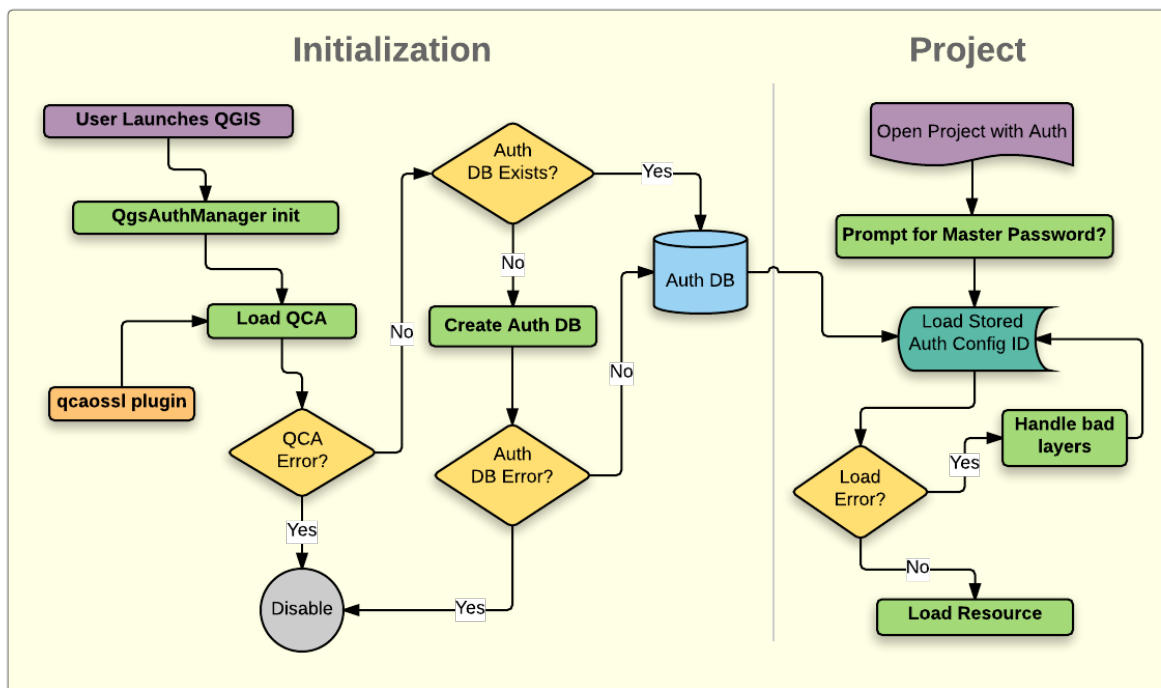 Initialization
User Launches QGIS
QgsAuthManager init
Load QCA
qcaossl plugin
QCA
Error?
Yes
Disable
No
Auth
DB Exists?
Yes
No
Create Auth DB
Auth
DB Error?
No
Yes
Auth DB
Project
Open Project with Auth
Prompt for Master Password?
Load Stored
Auth Config ID
Handle bad
layers
Load
Error?
Yes
No
Load Resource